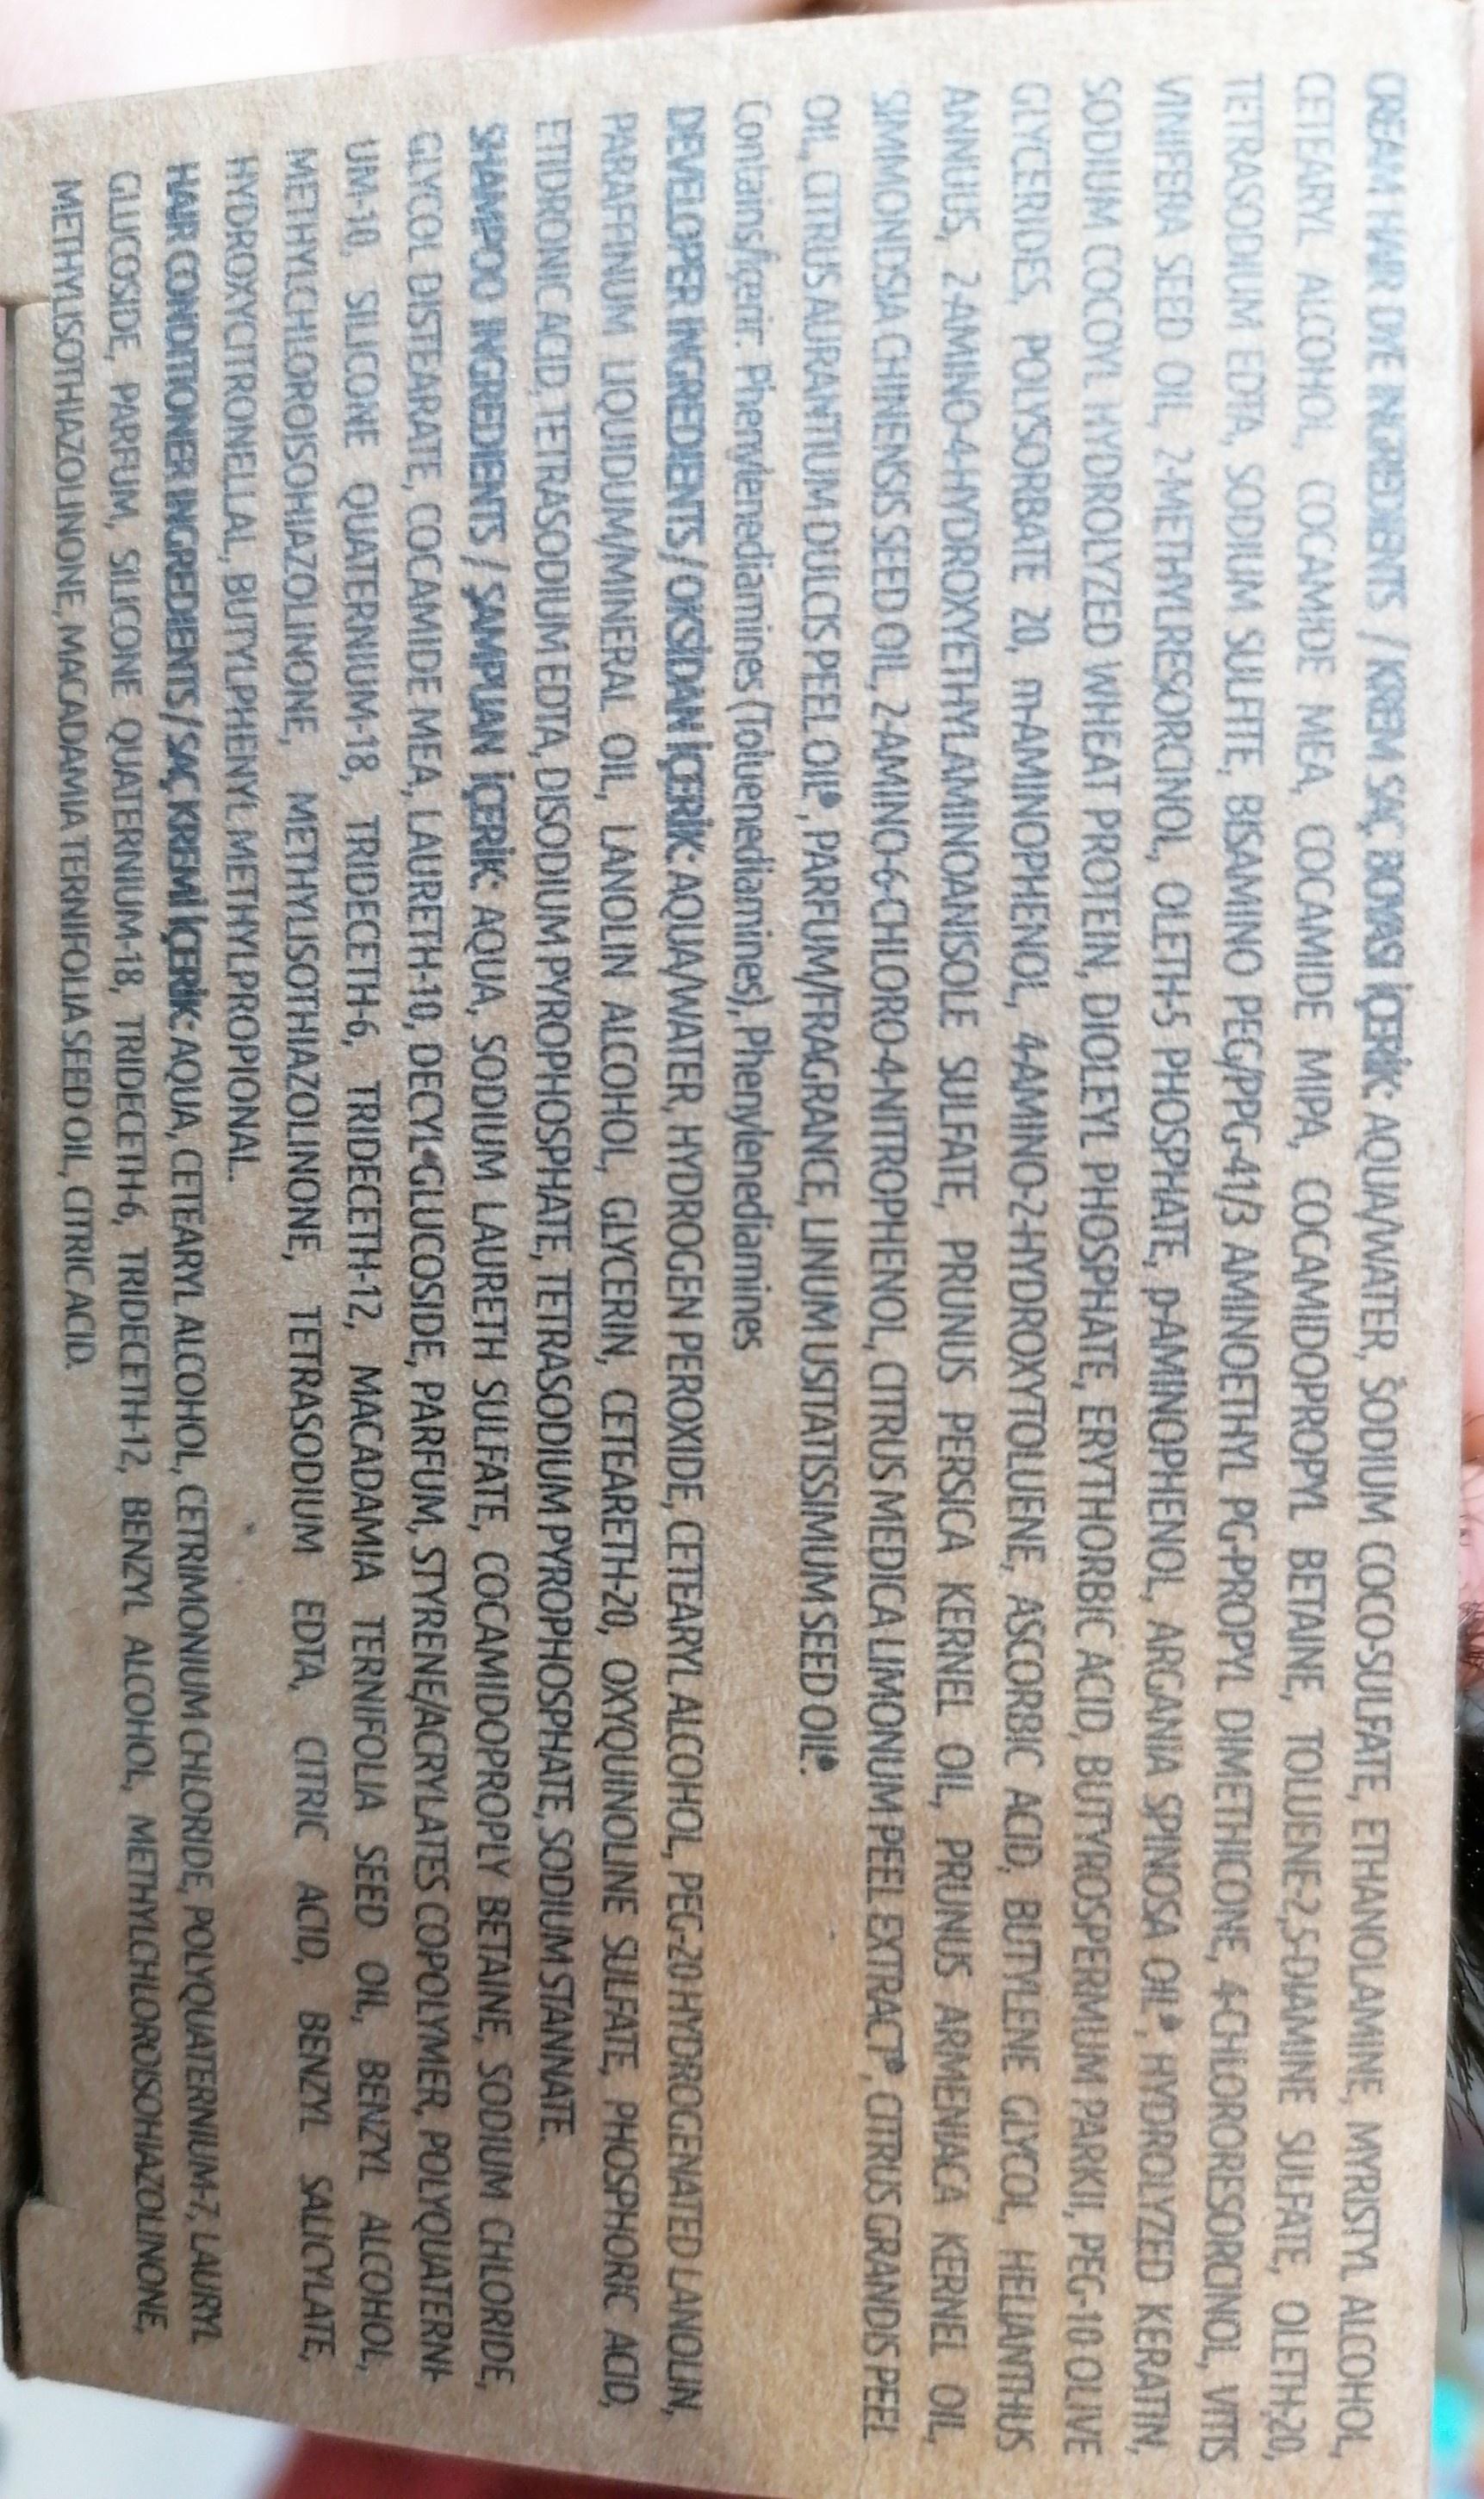 CREAM HAIR DYE INGREDIENTS / KREM SAÇ BOYASI İÇERİK: AQUA/WATER, SODIUM COCO-SULFATE, ETHANOLAMINE, MYRISTYL ALCOHOL,
CETEARYL ALCOHOL, COCAMIDE MEA, COCAMIDE MIPA, COCAMIDOPROPYL BETAINE, TOLUENE-2,5-DIAMINE SULFATE, OLETH-20,
TETRASODIUM EDTA, SODIUM SULFITE, BISAMINO PEG/PPG-41/3 AMINOETHYL PG-PROPYL DIMETHICONE, 4-CHLORORESORCINOL, VITIS
VINIFERA SEED OIL, 2-METHYLRESORCINOL, OLETH-5 PHOSPHATE, p-AMINOPHENOL, ARGANIA SPINOSA OIL*, HYDROLYZED KERATIN,
SODIUM COCOYL HYDROLYZED WHEAT PROTEIN, DIOLEYL PHOSPHATE, ERYTHORBIC ACID, BUTYROSPERMUM PARKII, PEG-10 OLIVE
GLYCERIDES, POLYSORBATE 20, m-AMINOPHENOL, 4-AMINO-2-HYDROXYTOLUENE, ASCORBIC ACID, BUTYLENE GLYCOL, HELIANTHUS
ANNUUS, 2-AMINO-4-HYDROXYETHYLAMINOANISOLE SULFATE, PRUNUS PERSICA KERNEL OIL, PRUNUS ARMENIACA KERNEL OIL,
SIMMONDSIA CHINENSIS SEED OIL, 2-AMINO-6-CHLORO-4-NITROPHENOL, CITRUS MEDICA LIMONUM PEEL EXTRACT*, CITRUS GRANDIS PEEL
OIL, CITRUS AURANTIUM DULCIS PEEL OIL*, PARFUM/FRAGRANCE, LINUM USITATISSIMUM SEED OIL*.
Contains/İçerir: Phenylenediamines (Toluenediamines), Phenylenediamines
DEVELOPER INGREDIENTS / OKSİDAN İÇERİK: AQUA/WATER, HYDROGEN PEROXIDE, CETEARYL ALCOHOL, PEG-20 HYDROGENATED LANOLIN,
PARAFFINUM LIQUIDUM/MINERAL OIL, LANOLIN ALCOHOL, GLYCERIN, CETEARETH-20, OXYQUINOLINE SULFATE, PHOSPHORIC ACID,
ETIDRONIC ACID, TETRASODIUM EDTA, DISODIUM PYROPHOSPHATE, TETRASODIUM PYROPHOSPHATE, SODIUM STANNATE.
SHAMPOO INGREDIENTS / ŞAMPUAN İÇERİK: AQUA, SODIUM LAURETH SULFATE, COCAMIDOPROPLY BETAINE, SODIUM CHLORIDE,
GLYCOL DISTEARATE, COCAMIDE MEA, LAURETH-10, DECYL GLUCOSIDE, PARFUM, STYRENE/ACRYLATES COPOLYMER, POLYQUATERNI-
UM-10, SILICONE QUATERNIUM-18, TRIDECETH-6, TRIDECETH-12, MACADAMIA TERNIFOLIA SEED OIL, BENZYL ALCOHOL,
METHYLCHLOROISOHIAZOLINONE, METHYLISOTHIAZOLINONE, TETRASODIUM EDTA, CITRIC ACID, BENZYL SALICYLATE,
HYDROXYCITRONELLAL, BUTYLPHENYL METHYLPROPIONAL.
HAIR CONDITIONER INGREDIENTS / SAÇ KREMİ İÇERİK: AQUA, CETEARYL ALCOHOL, CETRIMONIUM CHLORIDE, POLYQUATERNIUM-7, LAURYL
GLUCOSIDE, PARFUM, SILICONE QUATERNIUM-18, TRIDECETH-6, TRIDECETH-12, BENZYL ALCOHOL, METHYLCHLOROISOHIAZOLINONE,
METHYLISOTHIAZOLINONE, MACADAMIA TERNIFOLIA SEED OIL, CITRIC ACID.